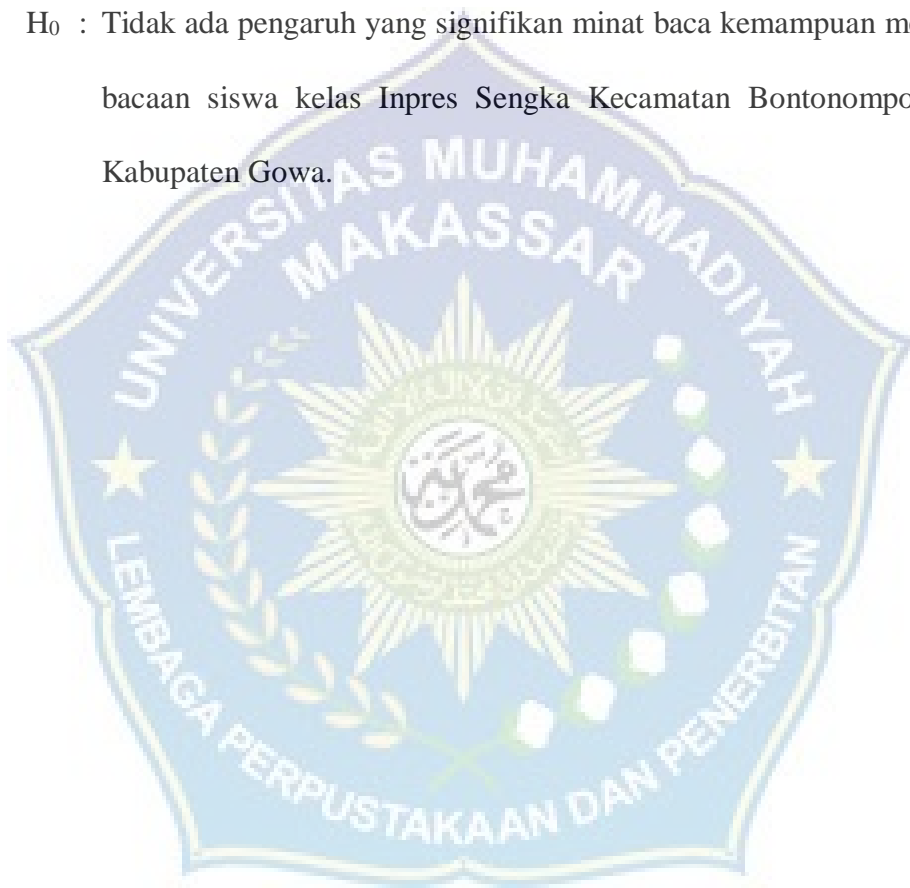 H₀ : Tidak ada pengaruh yang signifikan minat baca kemampuan
bacaan siswa kelas Inpres Sengka Kecamatan
Kabupaten Gowa.
UNIVERSITAS MUHAMMADIYAH
MAKASSAR
LEMBAGA PERPUSTAKAAN DAN PENERBITAN